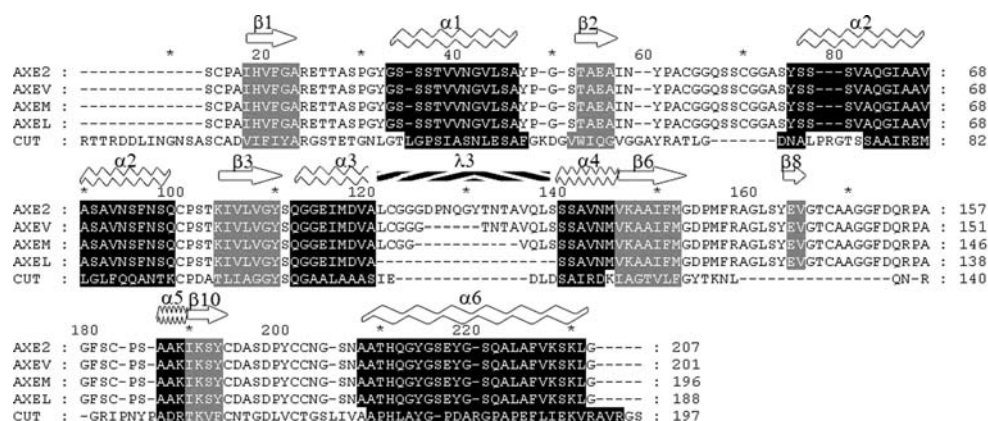 β1 α1 β2 α2
* 20 * 40 * 60 * 80
AXE2 : -------------SCPAIHVFGARETTASPGYGS-SSTVVNGVLSAYP-G-STAEAIN--YPACGGQSSCGGASYSS---SVAQGIAAV : 68
AXEV : -------------SCPAIHVFGARETTASPGYGS-SSTVVNGVLSAYP-G-STAEAIN--YPACGGQSSCGGASYSS---SVAQGIAAV : 68
AXEM : -------------SCPAIHVFGARETTASPGYGS-SSTVVNGVLSAYP-G-STAEAIN--YPACGGQSSCGGASYSS---SVAQGIAAV : 68
AXEL : -------------SCPAIHVFGARETTASPGYGS-SSTVVNGVLSAYP-G-STAEAIN--YPACGGQSSCGGASYSS---SVAQGIAAV : 68
CUT : RTTRDDLINGNSASCADVIFIYARGSTETGNLGTLGPSIASNLESAFGKDGVWIQGVGGAYRATLG------DNALPRGTSSAAIREM : 82
α2 β3 α3 λ3 α4 β6 β8
* 100 * 120 * 140 * 160 *
AXE2 : ASAVNSFNSQCPSTKIVLVGYSQGGEIMDVALCGGGDPNQGYTNTAVQLSSSAVNMVKAAIFMGDPMFRAGLSYEVGTCAAGGFDQRPA : 157
AXEV : ASAVNSFNSQCPSTKIVLVGYSQGGEIMDVALCGGG------TNTAVQLSSSAVNMVKAAIFMGDPMFRAGLSYEVGTCAAGGFDQRPA : 151
AXEM : ASAVNSFNSQCPSTKIVLVGYSQGGEIMDVALCGG-----------VQLSSSAVNMVKAAIFMGDPMFRAGLSYEVGTCAAGGFDQRPA : 146
AXEL : ASAVNSFNSQCPSTKIVLVGYSQGGEIMDVA-------------------SSAVNMVKAAIFMGDPMFRAGLSYEVGTCAAGGFDQRPA : 138
CUT : LGLFQQANTKCPDATLIAGGYSQGAALAAASIE--------------DLDSAIRDKIAGTVLFGYTKNL---------------QN-R : 140
α5 β10 α6
180 * 200 * 220 *
AXE2 : GFSC-PS-AAKIKSYCDASDPYCCNG-SNAATHQGYGSEYG-SQALAFVKSKLG----- : 207
AXEV : GFSC-PS-AAKIKSYCDASDPYCCNG-SNAATHQGYGSEYG-SQALAFVKSKLG----- : 201
AXEM : GFSC-PS-AAKIKSYCDASDPYCCNG-SNAATHQGYGSEYG-SQALAFVKSKLG----- : 196
AXEL : GFSC-PS-AAKIKSYCDASDPYCCNG-SNAATHQGYGSEYG-SQALAFVKSKLG----- : 188
CUT : -GRIPNYPADRTKVFCNTGDLVCTGSLIVAAPHLAYG-PDARGPAPEFLIEKVRAVRGS : 197